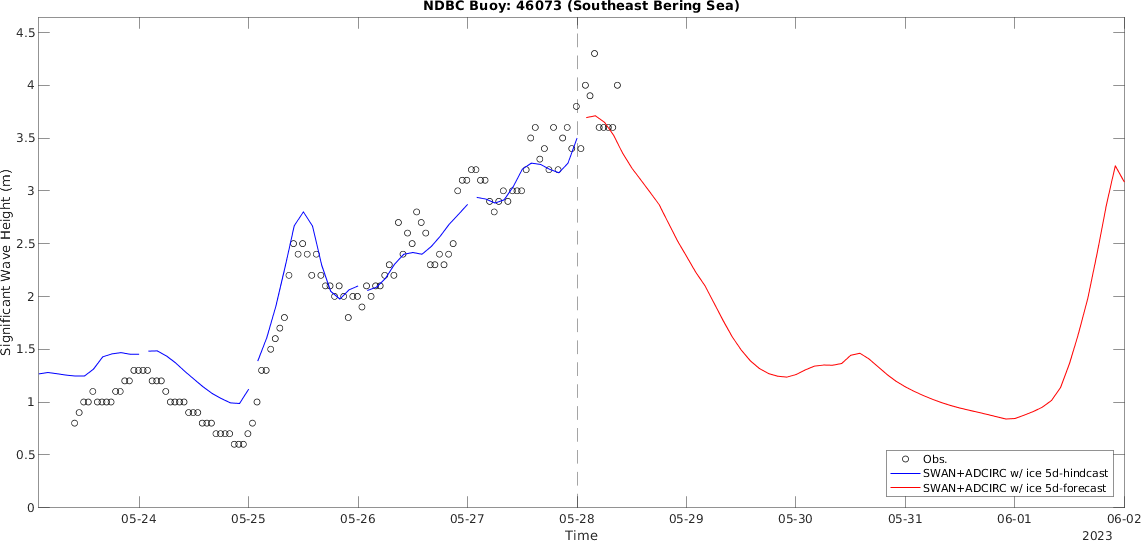 NDBC Buoy: 46073 (Southeast Bering Sea)
4.5
4
3.5
3
2.5
2
1.5
1
0.5
0
Significant Wave Height (m)
Obs.
SWAN+ADCIRC w/ ice 5d-hindcast
SWAN+ADCIRC w/ ice 5d-forecast
05-24 05-25 05-26 05-27 05-28 05-29 05-30 05-31 06-01 06-02
Time
2023